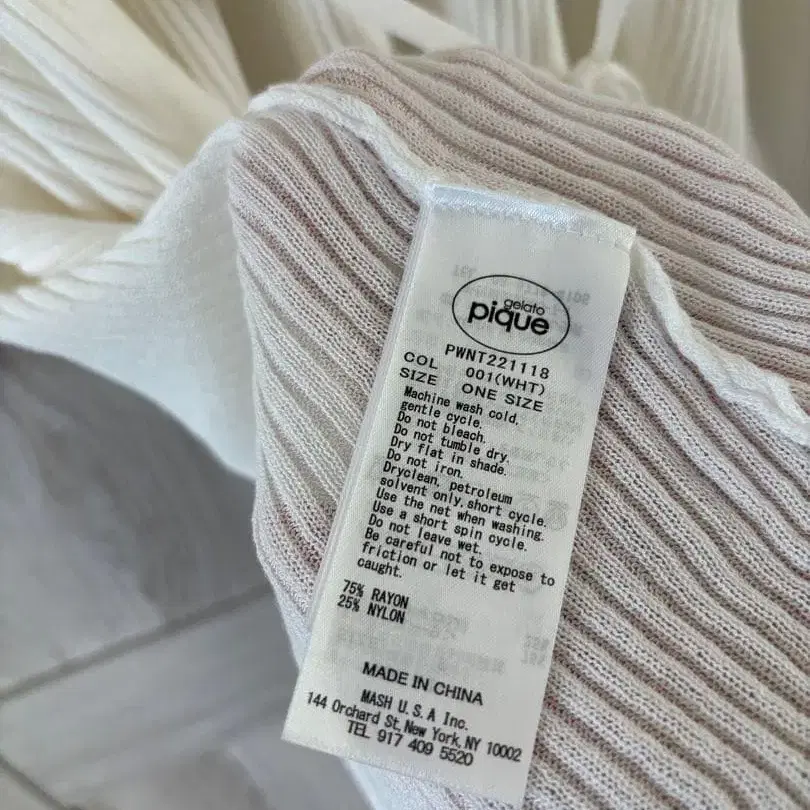 gelato
pique
PWNT221118
COL 001(WHT)
SIZE ONE SIZE
Machine wash cold,
gentle cycle.
Do not bleach.
Do not tumble dry.
Dry flat in shade.
Do not iron.
Dryclean, petroleum
solvent only,short cycle.
Use the net when washing.
Use a short spin cycle.
Do not leave wet.
Be careful not to expose to
friction or let it get
caught.
75% RAYON
25% NYLON
MADE IN CHINA
MASH U.S.A Inc.
144 Orchard St,New York,NY 10002
TEL 917 409 5520